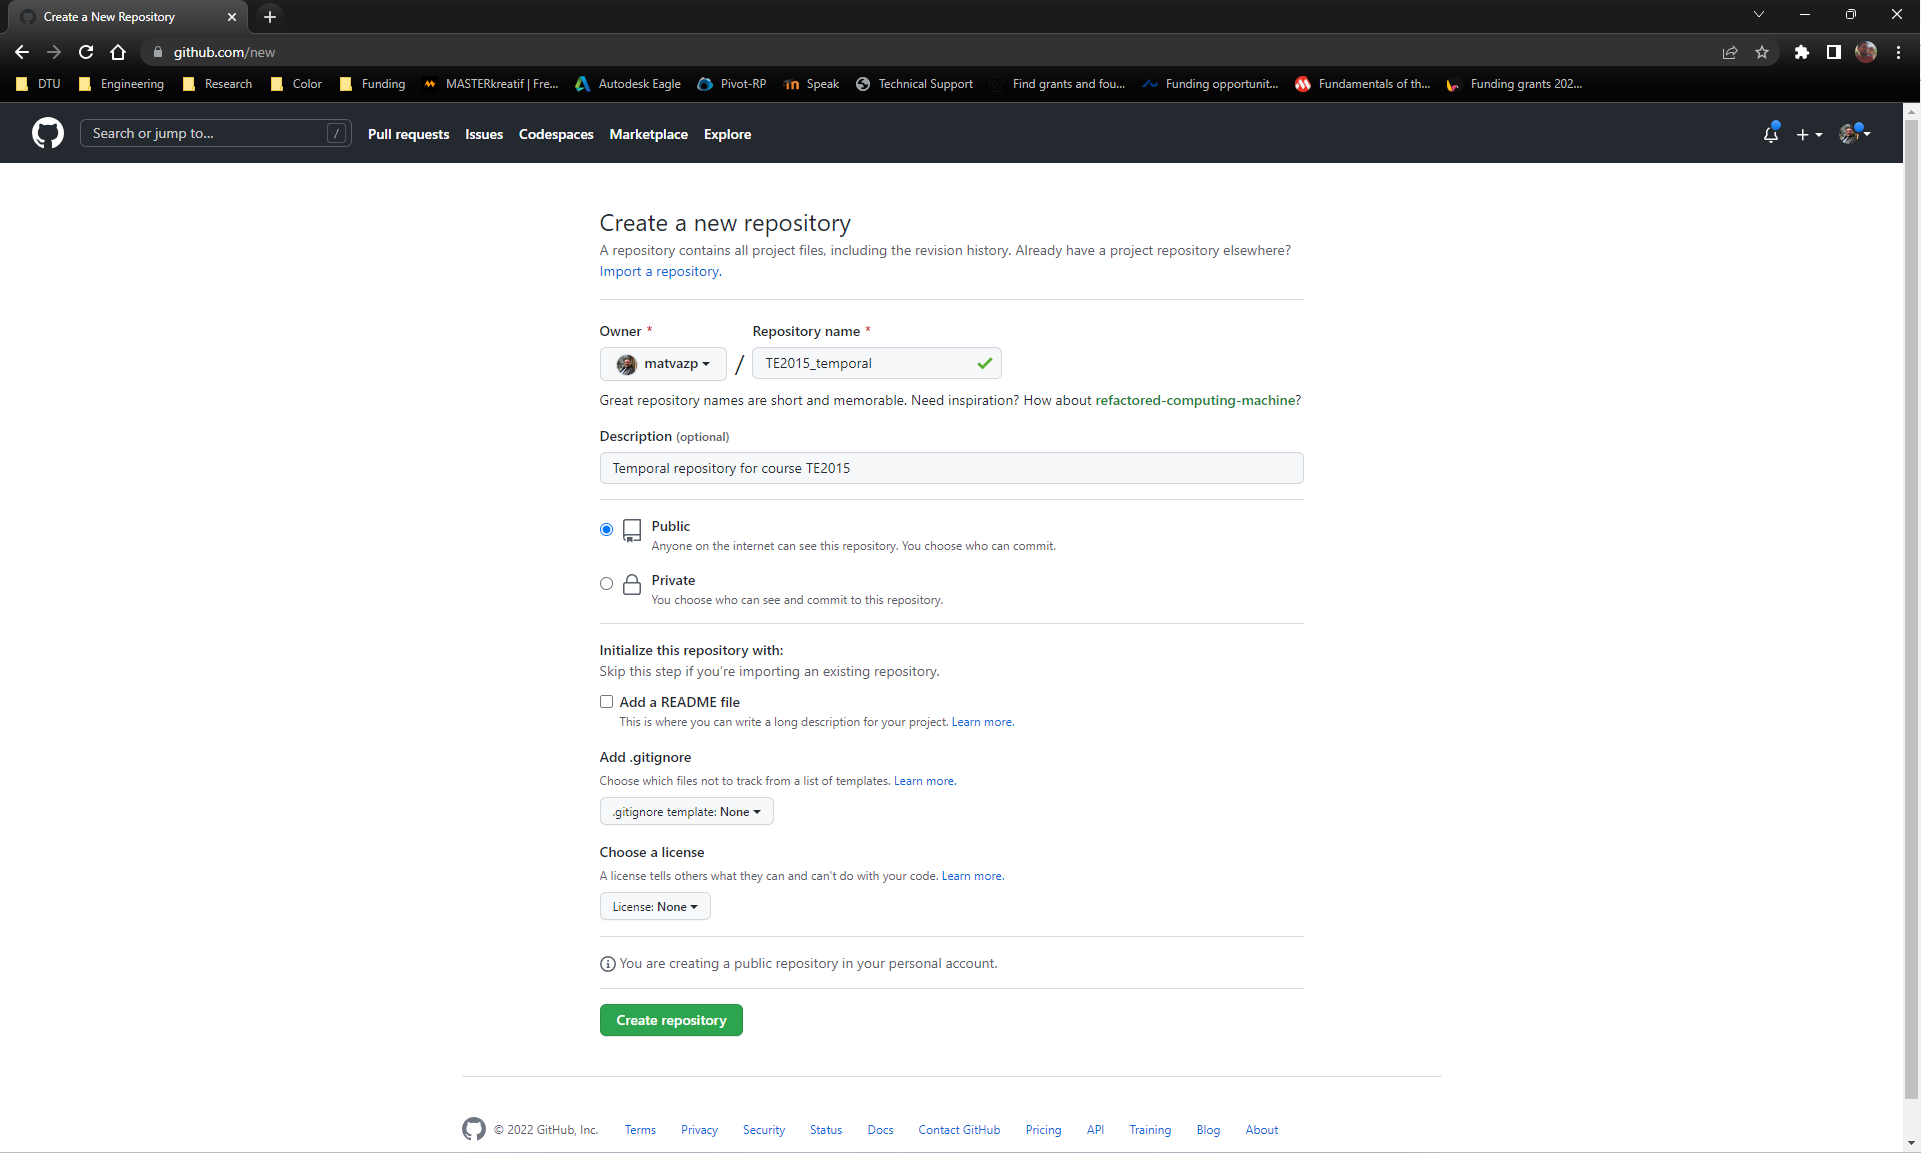 Create a New Repository
github.com/new
DTU Engineering Research Color Funding MASTERkreatif | Fre... Autodesk Eagle Pivot-RP Speak Technical Support Find grants and fou... Funding opportunit... Fundamentals of th... Funding grants 202...
Search or jump to... / Pull requests Issues Codespaces Marketplace Explore
Create a new repository
A repository contains all project files, including the revision history. Already have a project repository elsewhere?
Import a repository.
Owner * Repository name *
matvazp / TE2015_temporal
Great repository names are short and memorable. Need inspiration? How about refactored-computing-machine?
Description (optional)
Temporal repository for course TE2015
Public
Anyone on the internet can see this repository. You choose who can commit.
Private
You choose who can see and commit to this repository.
Initialize this repository with:
Skip this step if you're importing an existing repository.
Add a README file
This is where you can write a long description for your project. Learn more.
Add .gitignore
Choose which files not to track from a list of templates. Learn more.
.gitignore template: None
Choose a license
A license tells others what they can and can't do with your code. Learn more.
License: None
You are creating a public repository in your personal account.
Create repository
© 2022 GitHub, Inc. Terms Privacy Security Status Docs Contact GitHub Pricing API Training Blog About